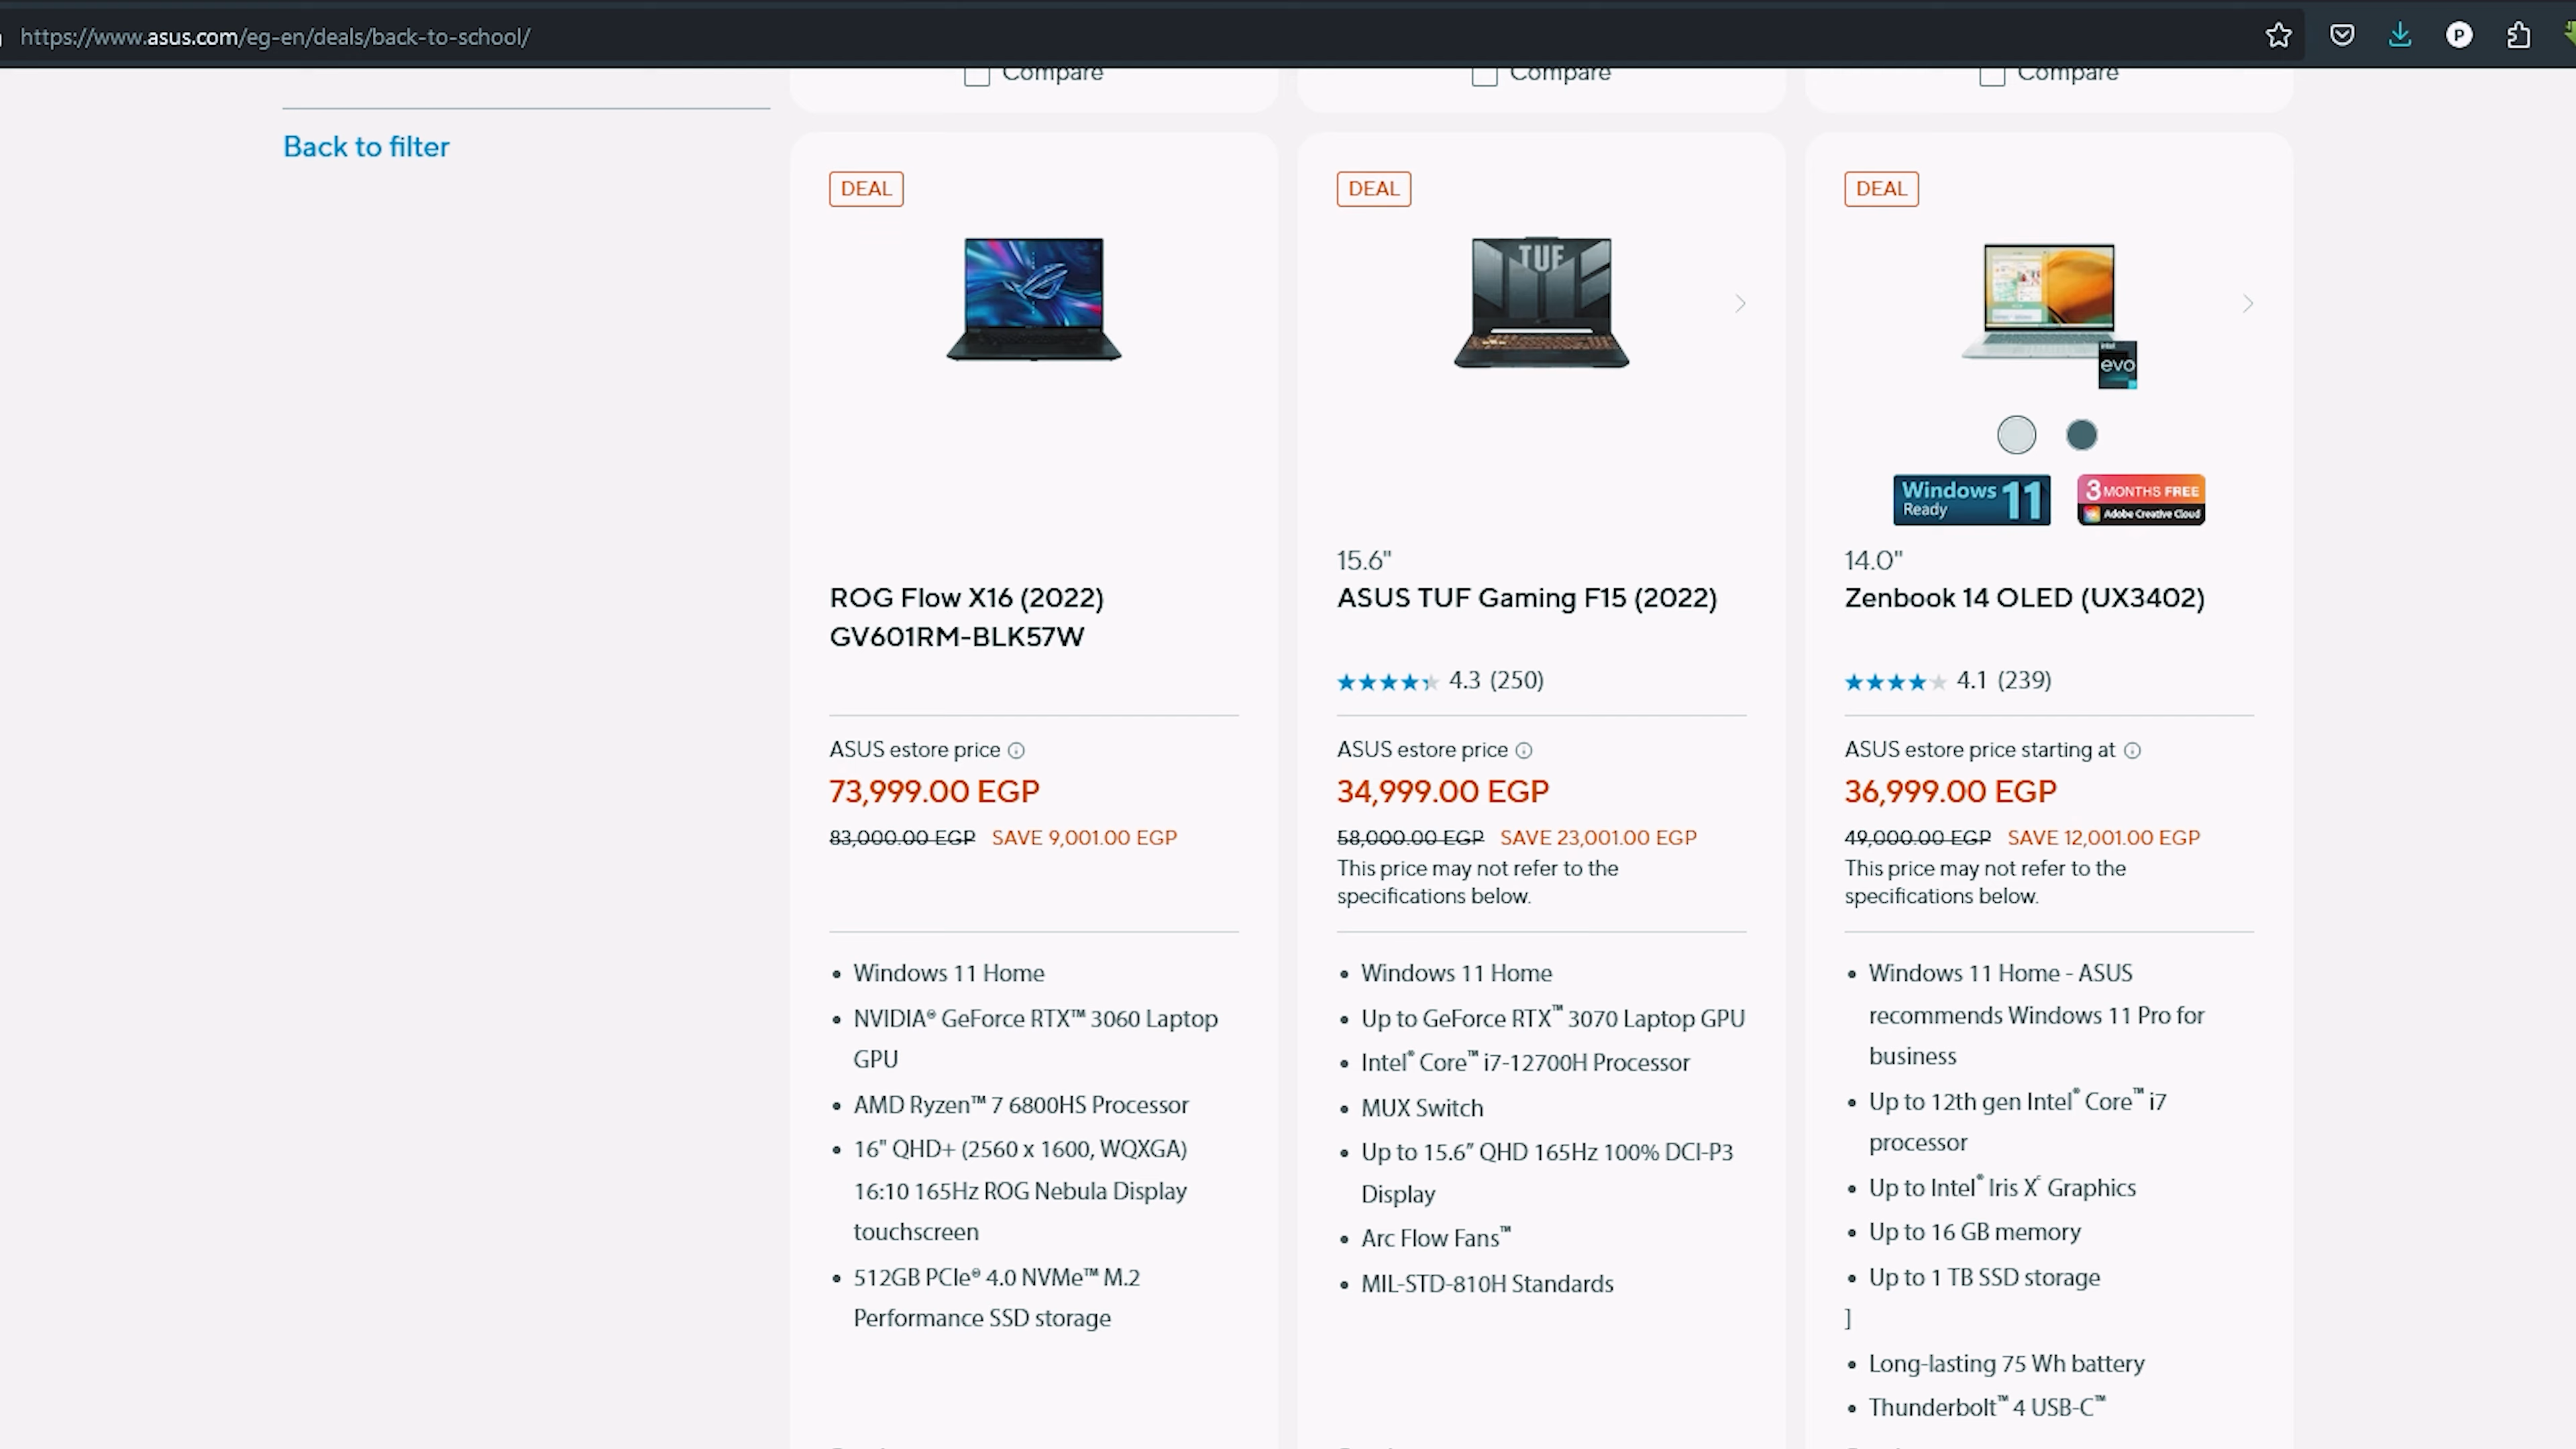 https://www.asus.com/eg-en/deals/back-to-school/
Compare
Compare
Compare
Back to filter
DEAL
ROG Flow X16 (2022)
GV601RM-BLK57W
ASUS estore price
73,999.00 EGP
83,000.00 EGP SAVE 9,001.00 EGP
• Windows 11 Home
• NVIDIA® GeForce RTX™ 3060 Laptop
GPU
• AMD Ryzen™ 7 6800HS Processor
• 16" QHD+ (2560 x 1600, WQXGA)
16:10 165Hz ROG Nebula Display
touchscreen
• 512GB PCIe® 4.0 NVMe™ M.2
Performance SSD storage
DEAL
TUF
15.6"
ASUS TUF Gaming F15 (2022)
4.3 (250)
ASUS estore price
34,999.00 EGP
58,000.00 EGP SAVE 23,001.00 EGP
This price may not refer to the
specifications below.
• Windows 11 Home
• Up to GeForce RTX™ 3070 Laptop GPU
• Intel® Core™ i7-12700H Processor
• MUX Switch
• Up to 15.6” QHD 165Hz 100% DCI-P3
Display
• Arc Flow Fans™
• MIL-STD-810H Standards
DEAL
intel
evo
Windows 11
Ready
3 MONTHS FREE
Adobe Creative Cloud
14.0"
Zenbook 14 OLED (UX3402)
4.1 (239)
ASUS estore price starting at
36,999.00 EGP
49,000.00 EGP SAVE 12,001.00 EGP
This price may not refer to the
specifications below.
• Windows 11 Home - ASUS
recommends Windows 11 Pro for
business
• Up to 12th gen Intel® Core™ i7
processor
• Up to Intel® Iris Xᵉ Graphics
• Up to 16 GB memory
• Up to 1 TB SSD storage
]
• Long-lasting 75 Wh battery
• Thunderbolt™ 4 USB-C™